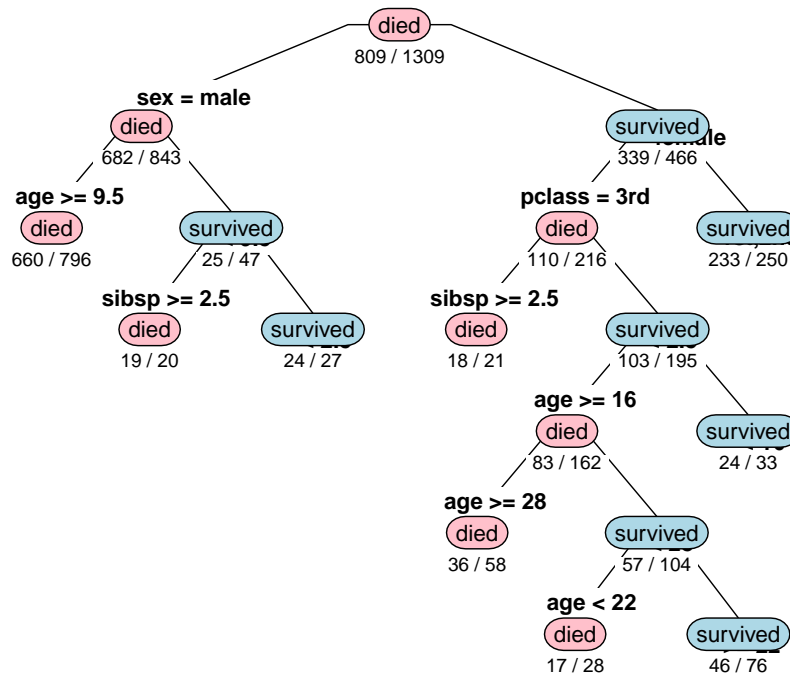 died
809 / 1309
sex = male
died
survived
682 / 843
339 / 466
age >= 9.5
pclass = 3rd
died
survived
died
survived
660 / 796
25 / 47
110 / 216
233 / 250
sibsp >= 2.5
sibsp >= 2.5
died
survived
died
survived
19 / 20
24 / 27
18 / 21
103 / 195
age >= 16
died
survived
83 / 162
24 / 33
age >= 28
died
survived
36 / 58
57 / 104
age < 22
died
survived
17 / 28
46 / 76